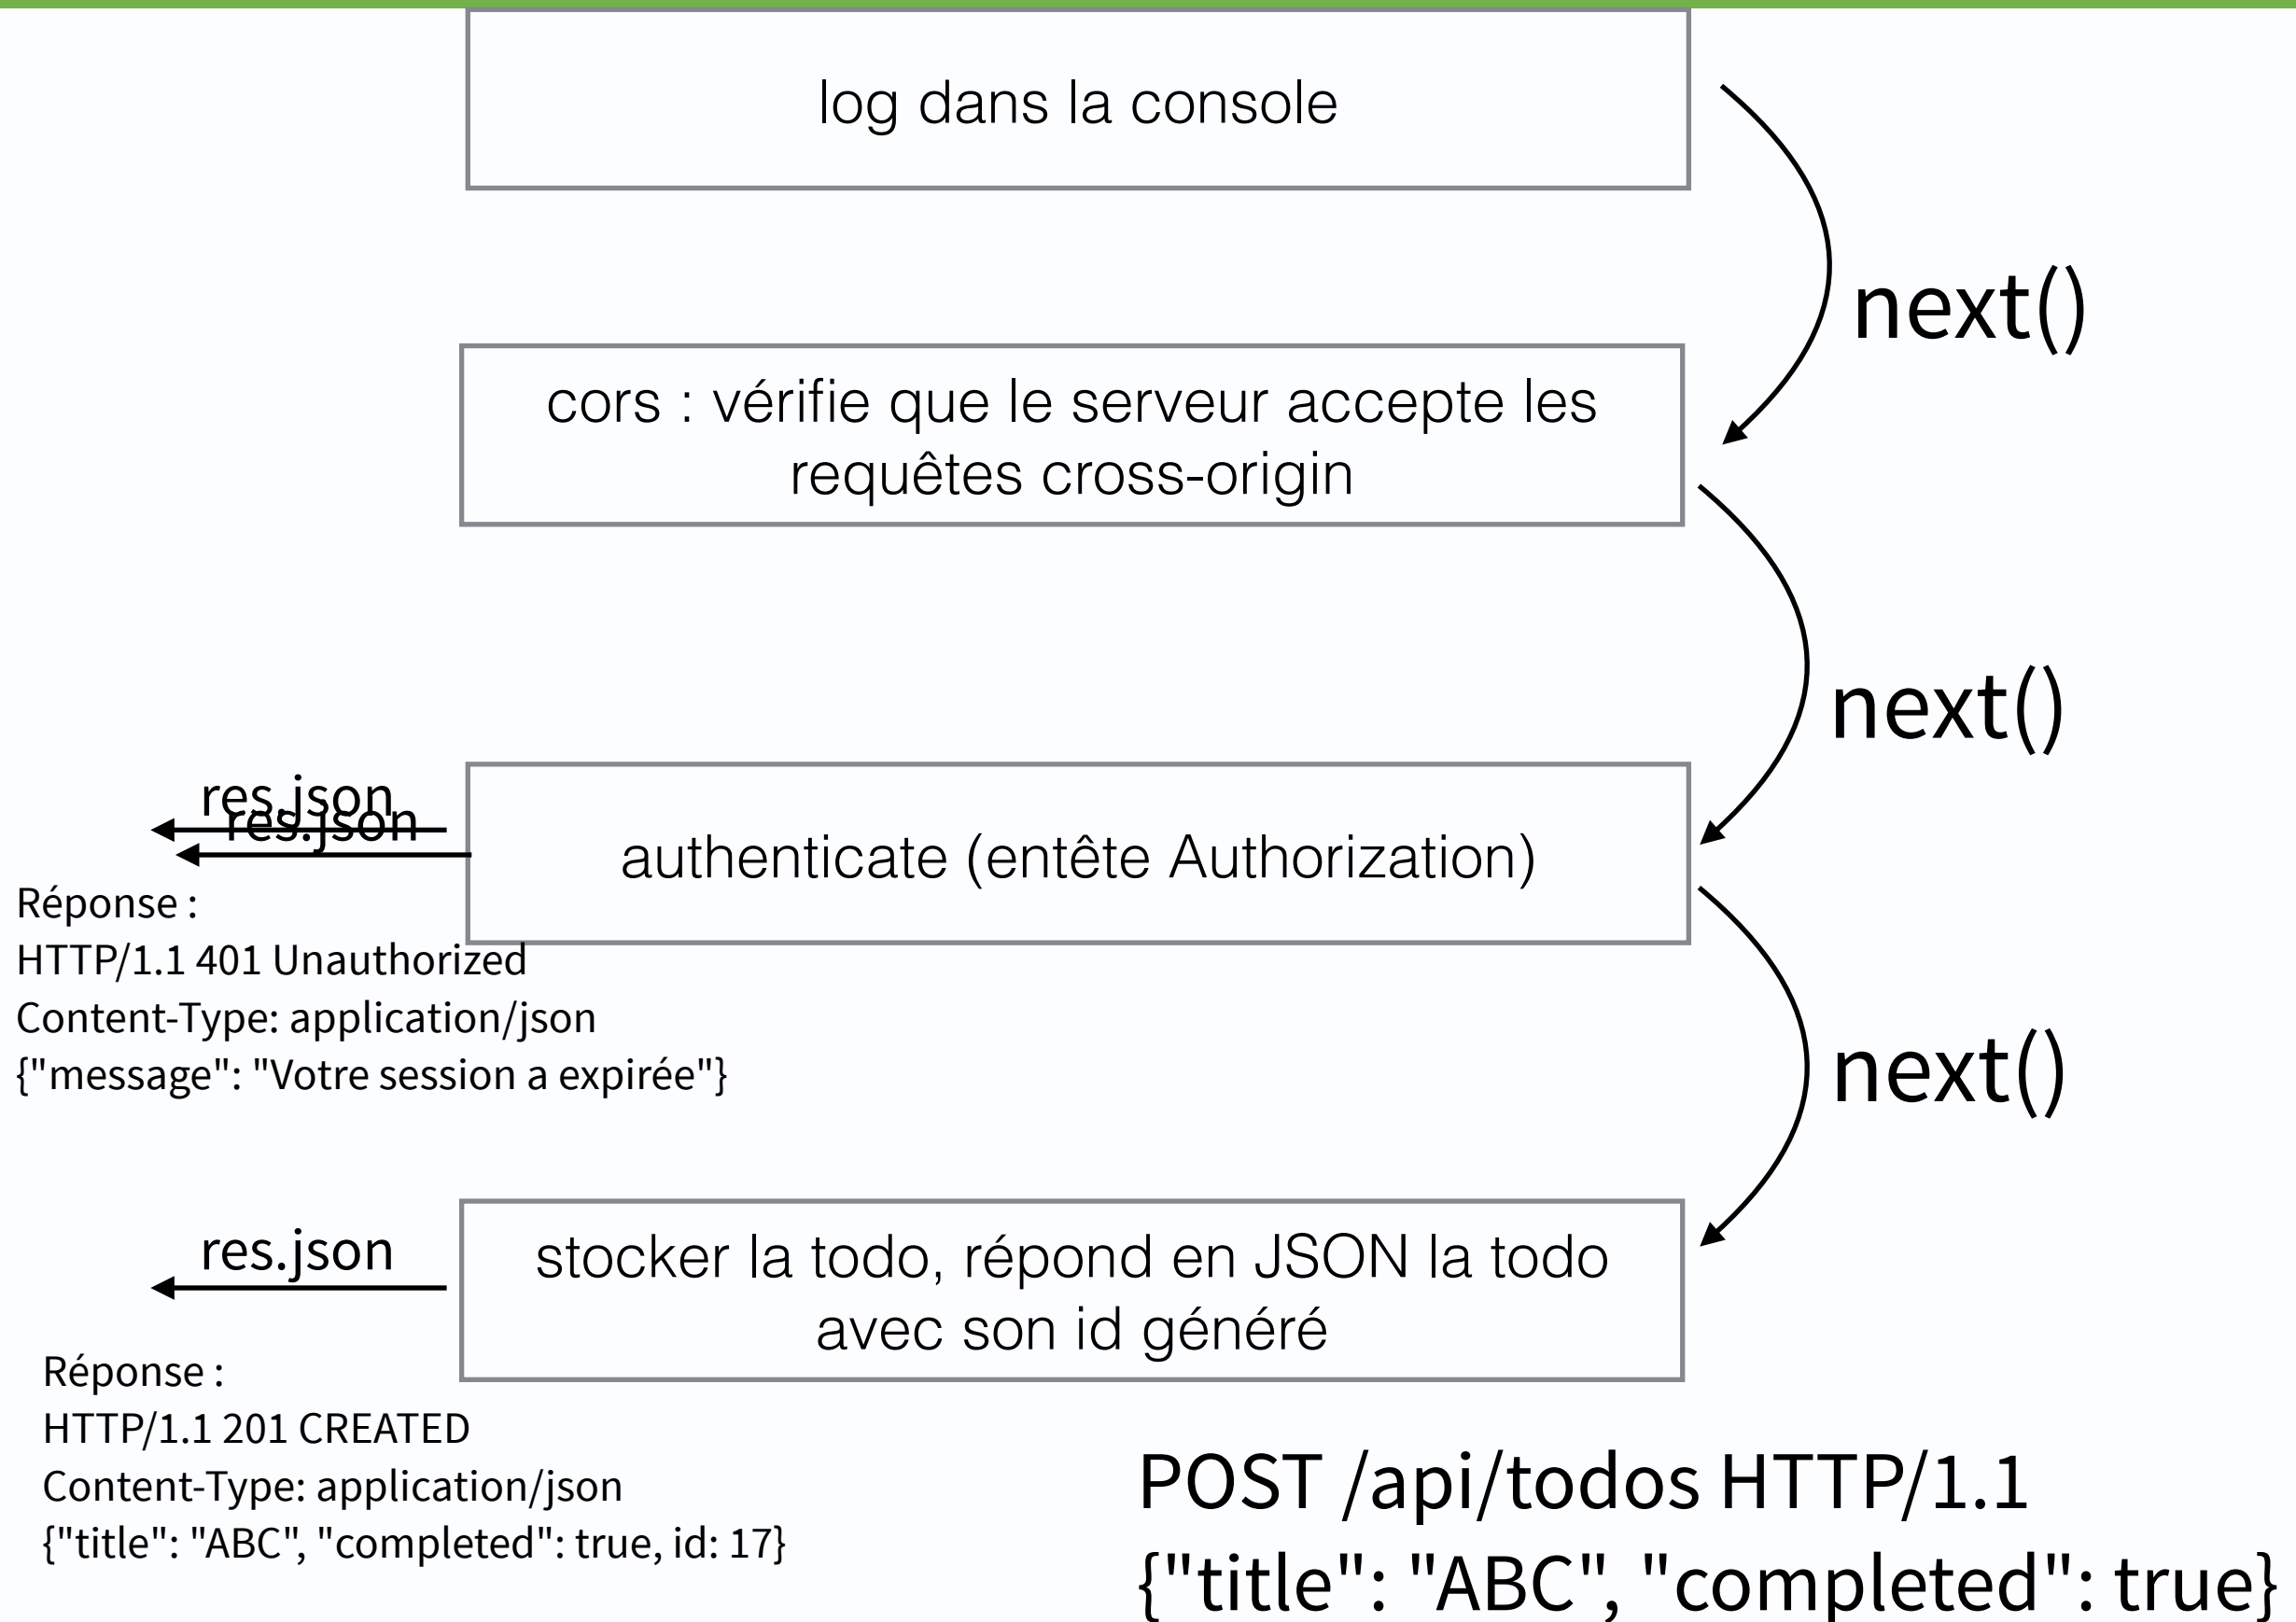 log dans la console
next()
cors : vérifie que le serveur accepte les
requêtes cross-origin
next()
res.json
res.json
authenticate (entête Authorization)
Réponse :
HTTP/1.1 401 Unauthorized
Content-Type: application/json
{"message": "Votre session a expirée"}
next()
res.json
stocker la todo, répond en JSON la todo
avec son id généré
Réponse :
HTTP/1.1 201 CREATED
Content-Type: application/json
{"title": "ABC", "completed": true, id: 17}
POST /api/todos HTTP/1.1
{"title": "ABC", "completed": true}